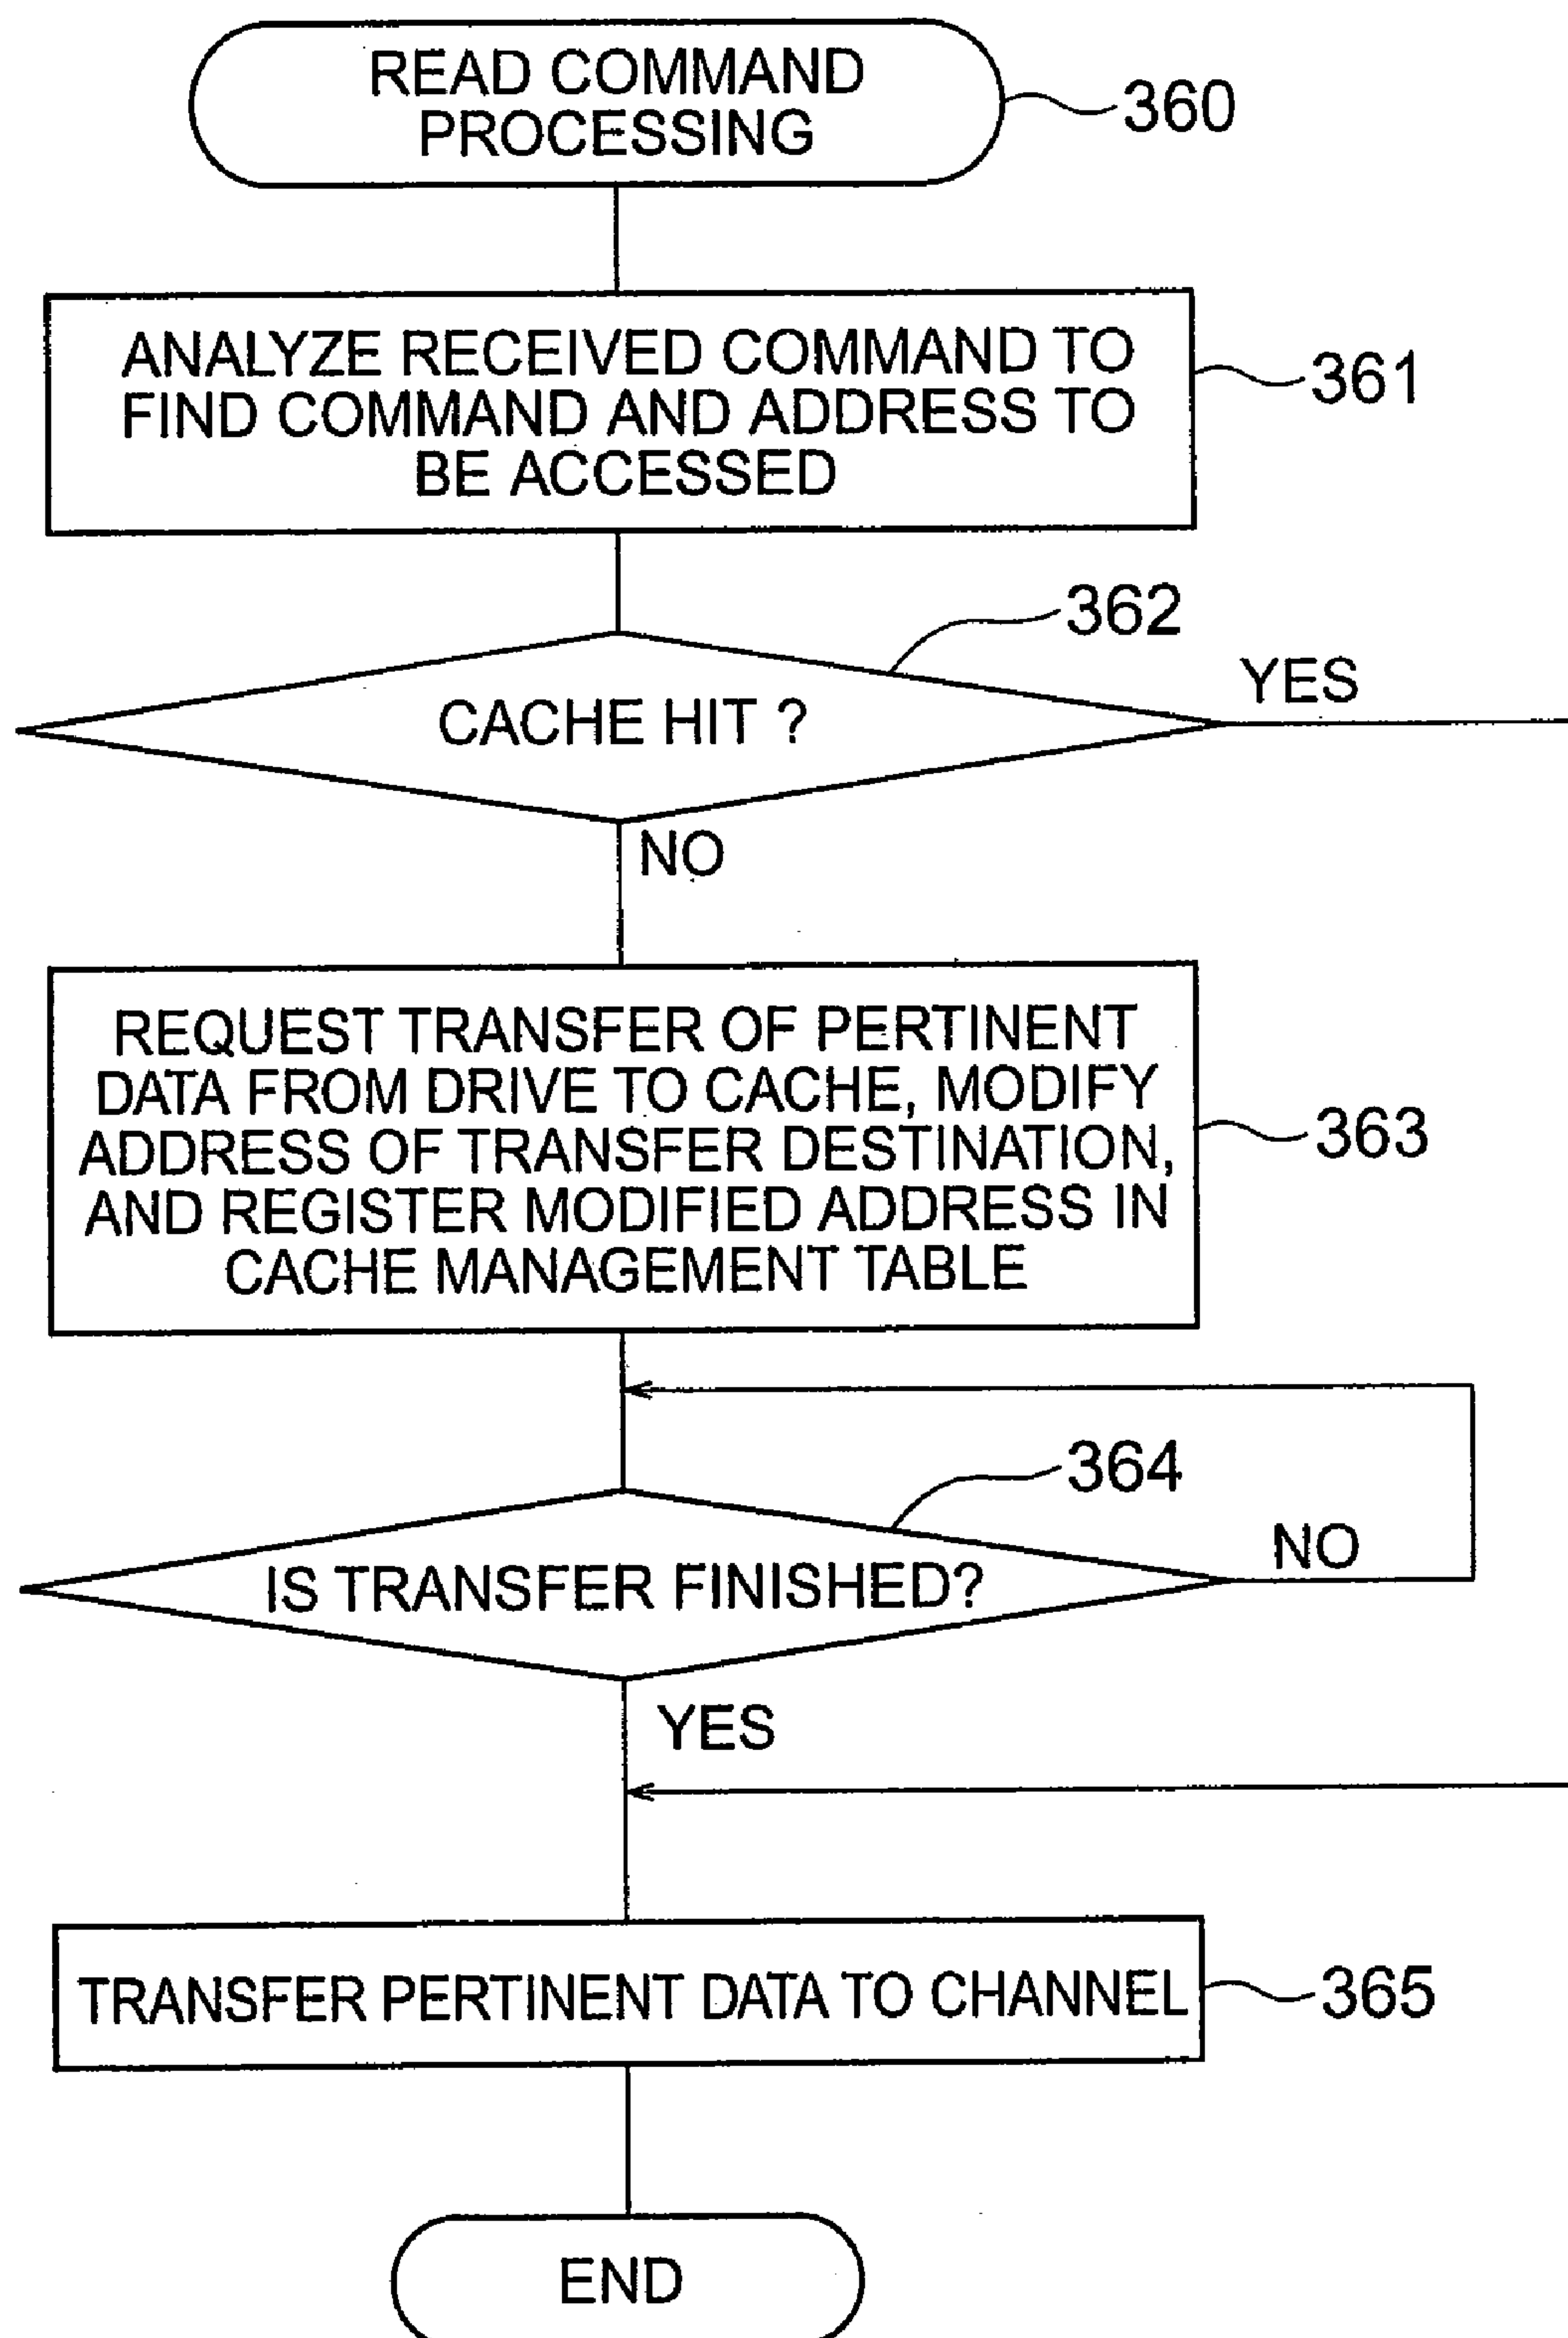 READ COMMAND
PROCESSING
360
ANALYZE RECEIVED COMMAND TO
FIND COMMAND AND ADDRESS TO
BE ACCESSED
361
362
CACHE HIT ?
YES
NO
REQUEST TRANSFER OF PERTINENT
DATA FROM DRIVE TO CACHE, MODIFY
ADDRESS OF TRANSFER DESTINATION,
AND REGISTER MODIFIED ADDRESS IN
CACHE MANAGEMENT TABLE
363
364
IS TRANSFER FINISHED?
NO
YES
TRANSFER PERTINENT DATA TO CHANNEL
365
END